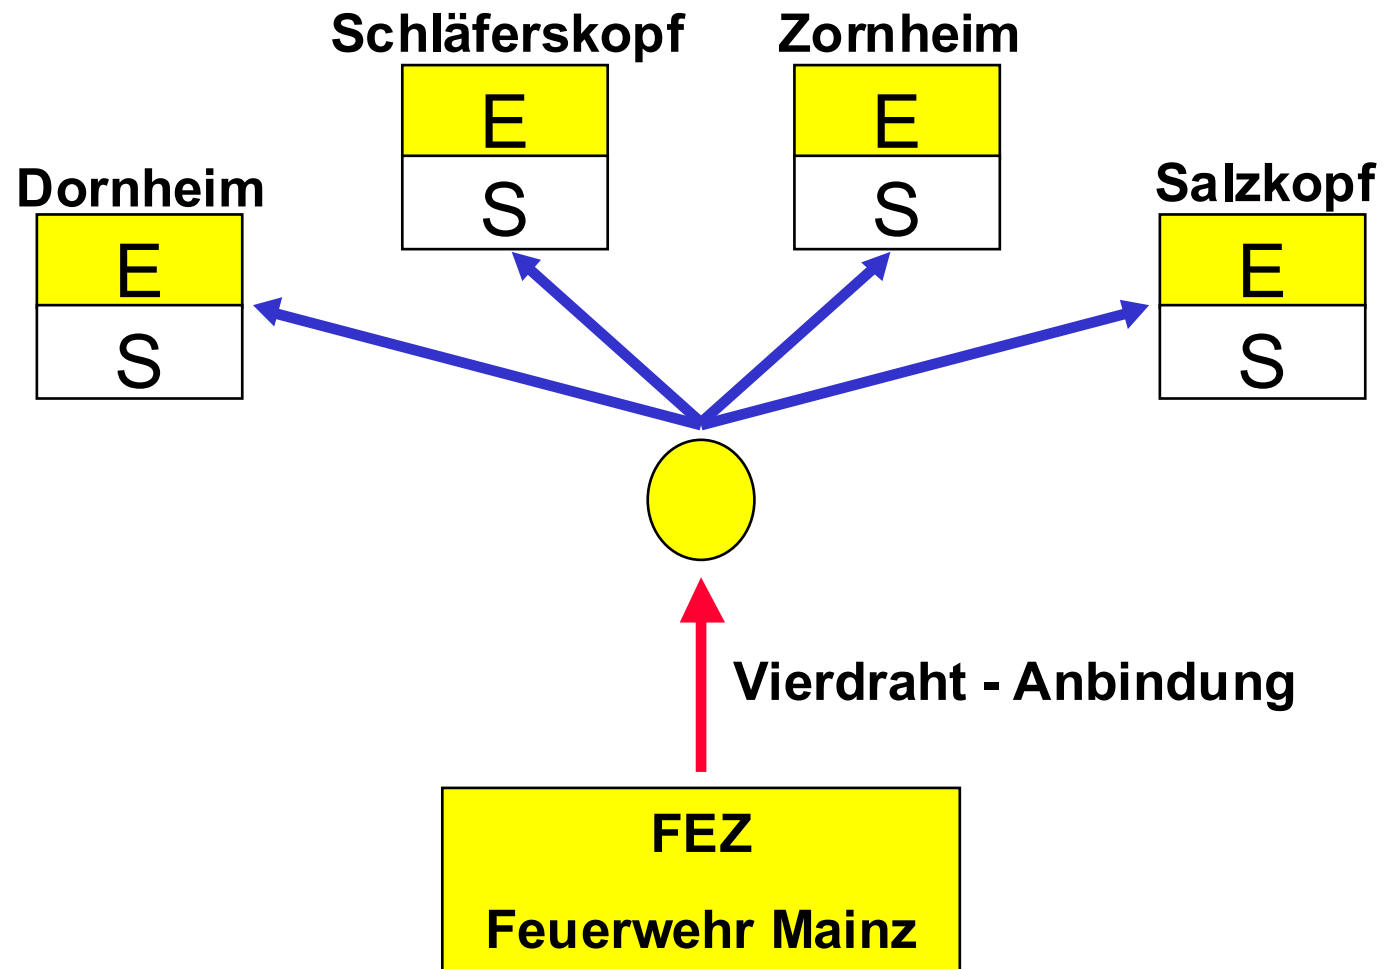 Schläferskopf
Zornheim
E
S
E
S
Dornheim
E
S
Salzkopf
E
S
Vierdraht - Anbindung
FEZ
Feuerwehr Mainz